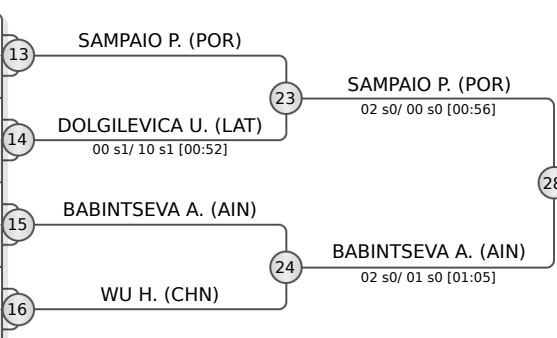 13
SAMPAIO P. (POR)
23
SAMPAIO P. (POR)
02 s0/ 00 s0 [00:56]
14
DOLGILEVICA U. (LAT)
00 s1/ 10 s1 [00:52]
28
15
BABINTSEVA A. (AIN)
24
BABINTSEVA A. (AIN)
02 s0/ 01 s0 [01:05]
16
WU H. (CHN)